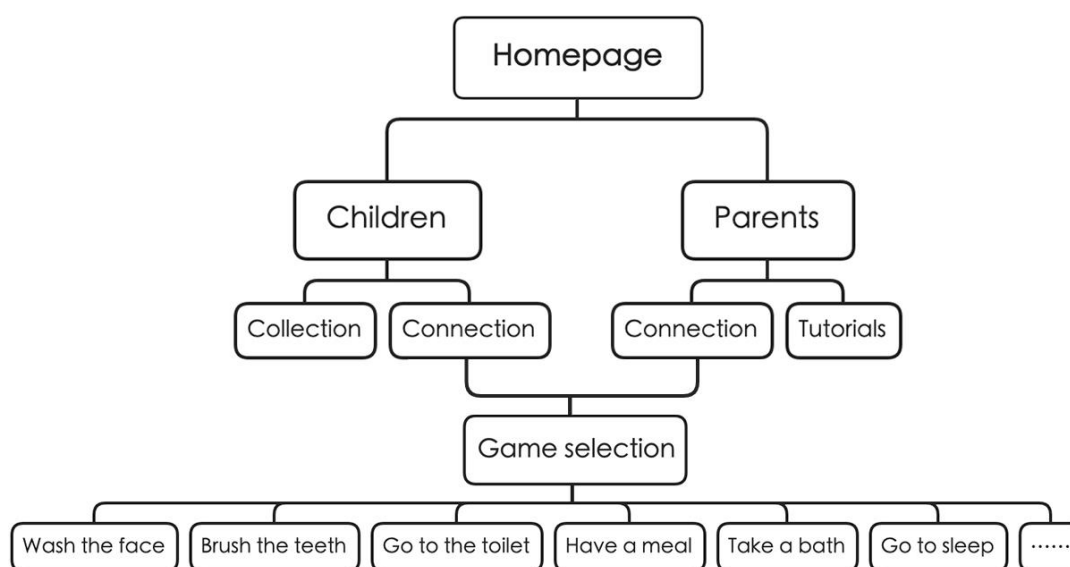 Homepage
Children
Parents
Collection
Connection
Connection
Tutorials
Game selection
Wash the face
Brush the teeth
Go to the toilet
Have a meal
Take a bath
Go to sleep
......